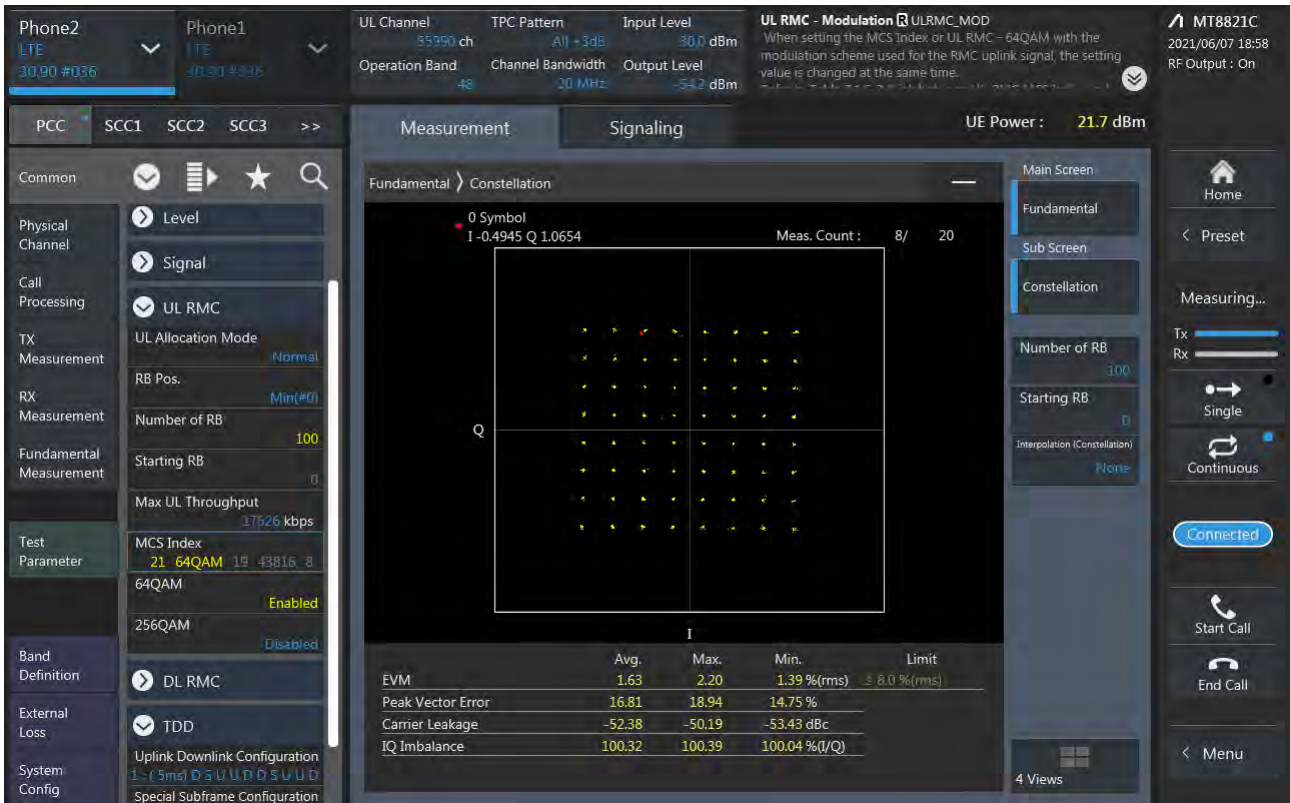 Phone2
LTE
30.90 #036
Phone1
LTE
30.90 #036
UL Channel
55990 ch
Operation Band
48
TPC Pattern
All +3dB
Channel Bandwidth
20 MHz
Input Level
30.0 dBm
Output Level
-54.2 dBm
UL RMC - Modulation R ULRMC_MOD
When setting the MCS Index or UL RMC – 64QAM with the
modulation scheme used for the RMC uplink signal, the setting
value is changed at the same time.
MT8821C
2021/06/07 18:58
RF Output : On
PCC SCC1 SCC2 SCC3 >>
Measurement
Signaling
UE Power : 21.7 dBm
Common
Physical
Channel
Call
Processing
TX
Measurement
RX
Measurement
Fundamental
Measurement
Test
Parameter
Band
Definition
External
Loss
System
Config
Level
Signal
UL RMC
UL Allocation Mode
Normal
RB Pos.
Min(#0)
Number of RB
100
Starting RB
0
Max UL Throughput
17526 kbps
MCS Index
21 64QAM 19 43816 8
64QAM
Enabled
256QAM
Disabled
DL RMC
TDD
Uplink Downlink Configuration
1 : ( 5ms) D S U U D D S U U D
Special Subframe Configuration
Fundamental ⟩ Constellation
0 Symbol
I -0.4945 Q 1.0654
Meas. Count : 8/ 20
Q
I
Avg. Max. Min. Limit
EVM 1.63 2.20 1.39 %(rms) ≤ 8.0 %(rms)
Peak Vector Error 16.81 18.94 14.75 %
Carrier Leakage -52.38 -50.19 -53.43 dBc
IQ Imbalance 100.32 100.39 100.04 %(I/Q)
Main Screen
Fundamental
Sub Screen
Constellation
Number of RB
100
Starting RB
0
Interpolation (Constellation)
None
4 Views
Home
< Preset
Measuring...
Tx
Rx
Single
Continuous
Connected
Start Call
End Call
< Menu